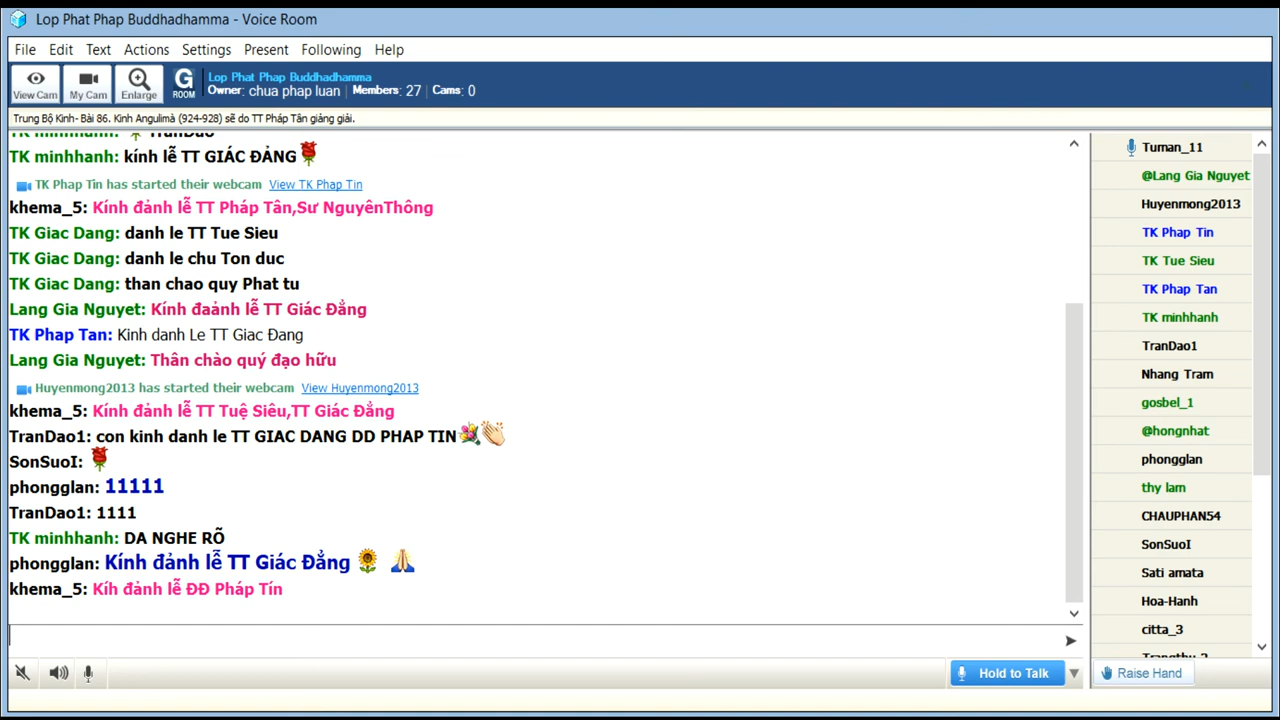 Lop Phat Phap Buddhadhamma - Voice Room
File Edit Text Actions Settings Present Following Help
View Cam My Cam Enlarge G ROOM Lop Phat Phap Buddhadhamma
Owner: chua phap luan Members: 27 Cams: 0
Trung Bộ Kinh- Bài 86. Kinh Angulimà (924-928) sẽ do TT Pháp Tân giảng giải.
TK minhhanh: TranDao
TK minhhanh: kính lễ TT GIÁC ĐẢNG
TK Phap Tin has started their webcam View TK Phap Tin
khema_5: Kính đảnh lễ TT Pháp Tân,Sư NguyênThông
TK Giac Dang: danh le TT Tue Sieu
TK Giac Dang: danh le chu Ton duc
TK Giac Dang: than chao quy Phat tu
Lang Gia Nguyet: Kính đaảnh lễ TT Giác Đẳng
TK Phap Tan: Kinh danh Le TT Giac Đang
Lang Gia Nguyet: Thân chào quý đạo hữu
Huyenmong2013 has started their webcam View Huyenmong2013
khema_5: Kính đảnh lễ TT Tuệ Siêu,TT Giác Đẳng
TranDao1: con kinh danh le TT GIAC DANG DD PHAP TIN
SonSuoI:
phongglan: 11111
TranDao1: 1111
TK minhhanh: DA NGHE RÕ
phongglan: Kính đảnh lễ TT Giác Đẳng
khema_5: Kíh đảnh lễ ĐĐ Pháp Tín
Hold to Talk
Tuman_11
@Lang Gia Nguyet
Huyenmong2013
TK Phap Tin
TK Tue Sieu
TK Phap Tan
TK minhhanh
TranDao1
Nhang Tram
gosbel_1
@hongnhat
phongglan
thy lam
CHAUPHAN54
SonSuoI
Sati amata
Hoa-Hanh
citta_3
Raise Hand